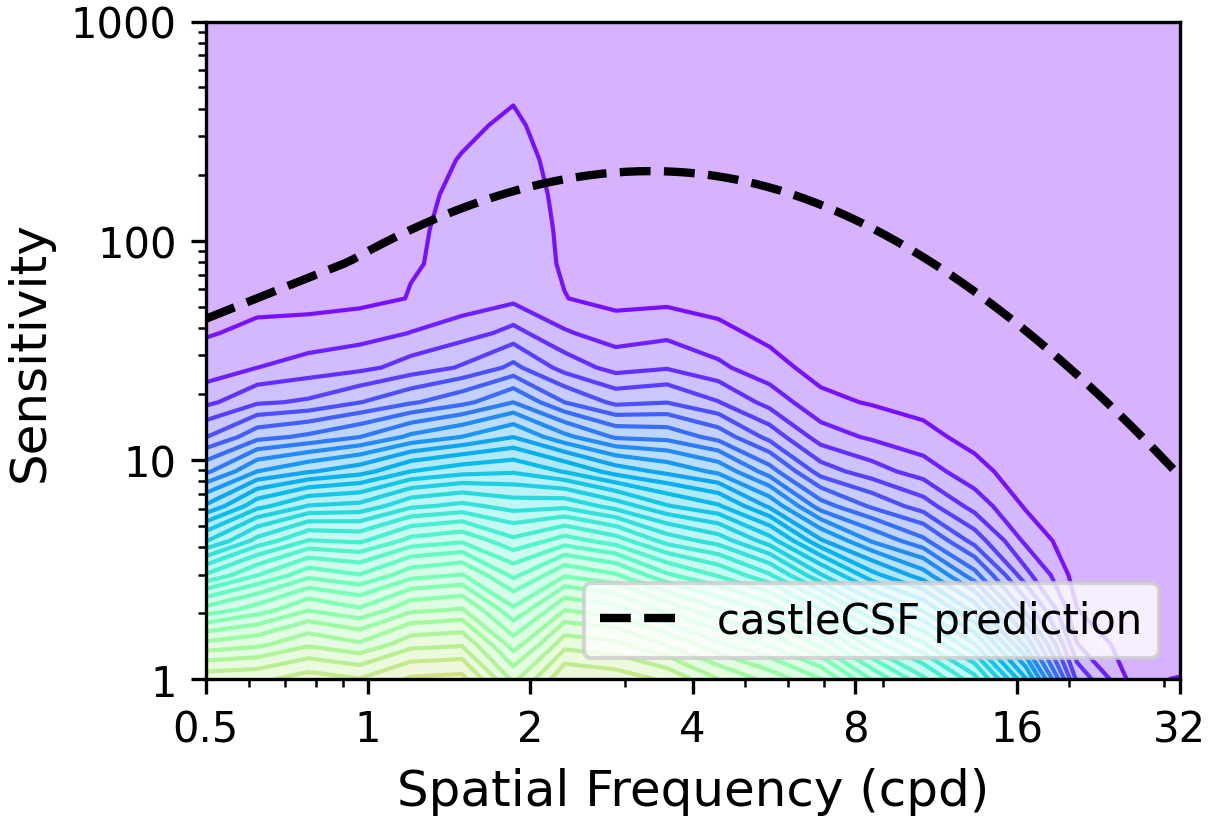 1000
100
10
1
Sensitivity
castleCSF prediction
0.5 1 2 4 8 16 32
Spatial Frequency (cpd)